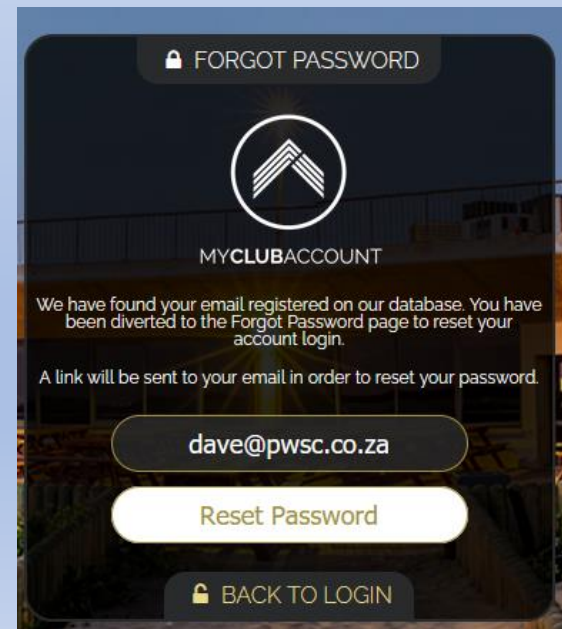 FORGOT PASSWORD
MYCLUBACCOUNT
We have found your email registered on our database. You have
been diverted to the Forgot Password page to reset your
account login.
A link will be sent to your email in order to reset your password.
dave@pwsc.co.za
Reset Password
BACK TO LOGIN